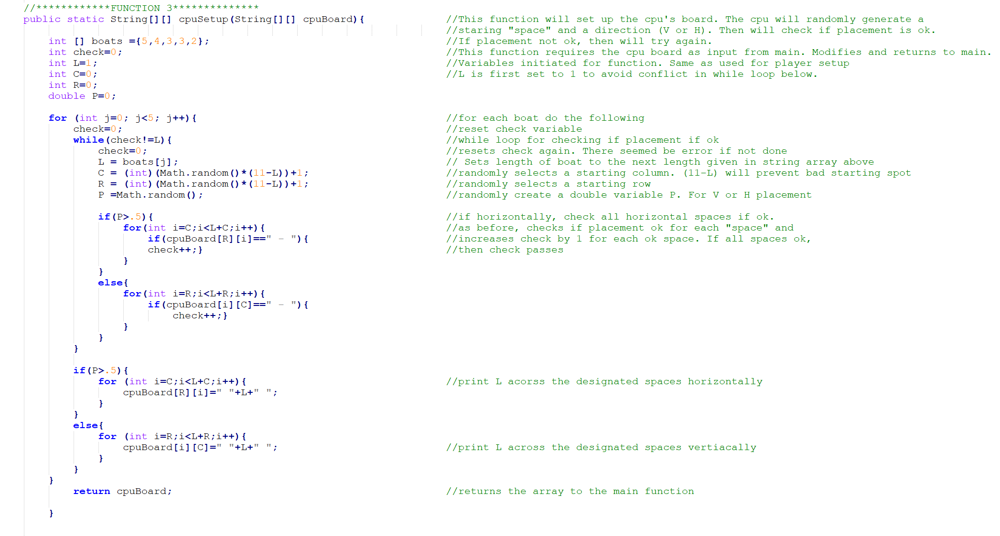 //************FUNCTION 3**************
public static String[][] cpuSetup(String[][] cpuBoard){ //This function will set up the cpu's board. The cpu will randomly generate a
//staring "space" and a direction (V or H). Then will check if placement is ok.
int [] boats ={5,4,3,3,2}; //If placement not ok, then will try again.
int check=0; //This function requires the cpu board as input from main. Modifies and returns to main.
int L=1; //Variables initiated for function. Same as used for player setup
int C=0; //L is first set to 1 to avoid conflict in while loop below.
int R=0;
double P=0;
for (int j=0; j<5; j++){ //for each boat do the following
check=0; //reset check variable
while(check!=L){ //while loop for checking if placement if ok
check=0; //resets check again. There seemed be error if not done
L = boats[j]; // Sets length of boat to the next length given in string array above
C = (int)(Math.random()*(11-L))+1; //randomly selects a starting column. (11-L) will prevent bad starting spot
R = (int)(Math.random()*(11-L))+1; //randomly selects a starting row
P =Math.random(); //randomly create a double variable P. For V or H placement
if(P>.5){ //if horizontally, check all horizontal spaces if ok.
for(int i=C;i<L+C;i++){ //as before, checks if placement ok for each "space" and
if(cpuBoard[R][i]==" - "){ //increases check by 1 for each ok space. If all spaces ok,
check++;} //then check passes
}
}
else{
for(int i=R;i<L+R;i++){
if(cpuBoard[i][C]==" - "){
check++;}
}
}
}
if(P>.5){
for (int i=C;i<L+C;i++){ //print L acorss the designated spaces horizontally
cpuBoard[R][i]=" "+L+" ";
}
}
else{
for (int i=R;i<L+R;i++){
cpuBoard[i][C]=" "+L+" "; //print L across the designated spaces vertiacally
}
}
}
return cpuBoard; //returns the array to the main function
}